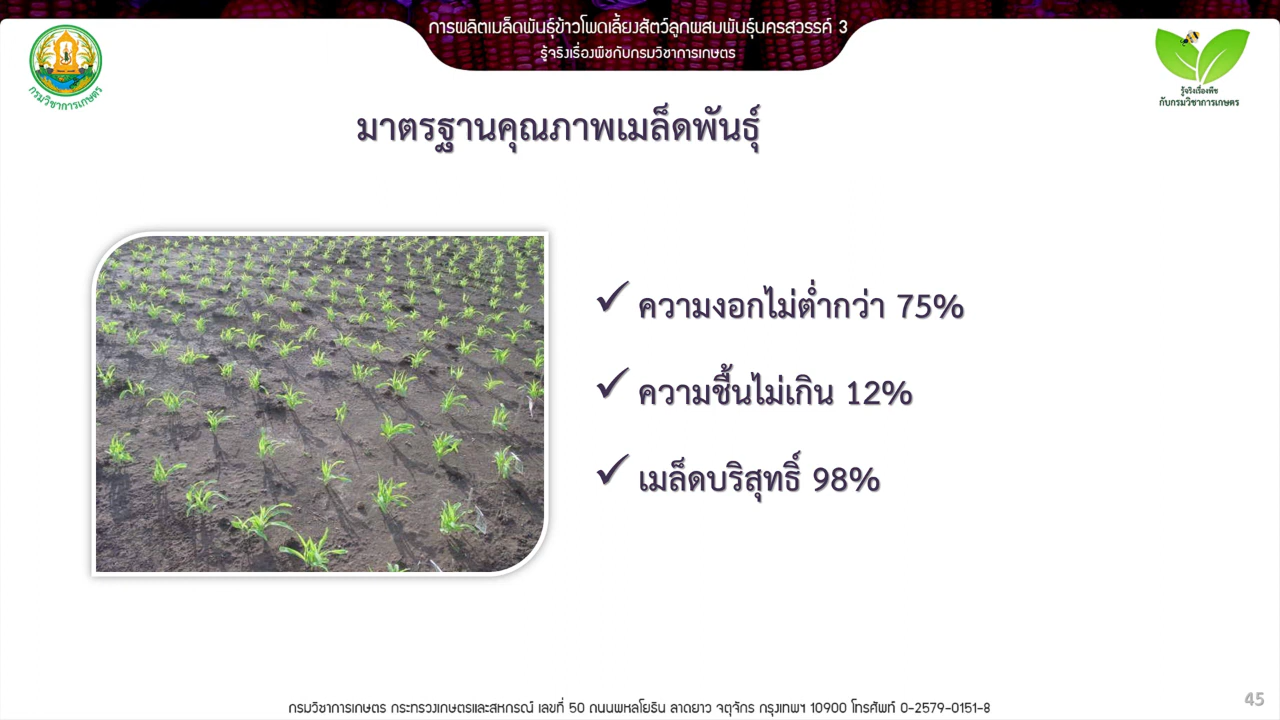 การผลิตเมล็ดพันธุ์ข้าวโพดเลี้ยงสัตว์ลูกผสมพันธุ์นครสวรรค์ 3
รู้จริงเรื่องพืชกับกรมวิชาการเกษตร
กรมวิชาการเกษตร
รู้จริงเรื่องพืช
กับกรมวิชาการเกษตร
มาตรฐานคุณภาพเมล็ดพันธุ์
✓ ความงอกไม่ต่ำกว่า 75%
✓ ความชื้นไม่เกิน 12%
✓ เมล็ดบริสุทธิ์ 98%
กรมวิชาการเกษตร กระทรวงเกษตรและสหกรณ์ เลขที่ 50 ถนนพหลโยธิน ลาดยาว จตุจักร กรุงเทพฯ 10900 โทรศัพท์ 0-2579-0151-8
45